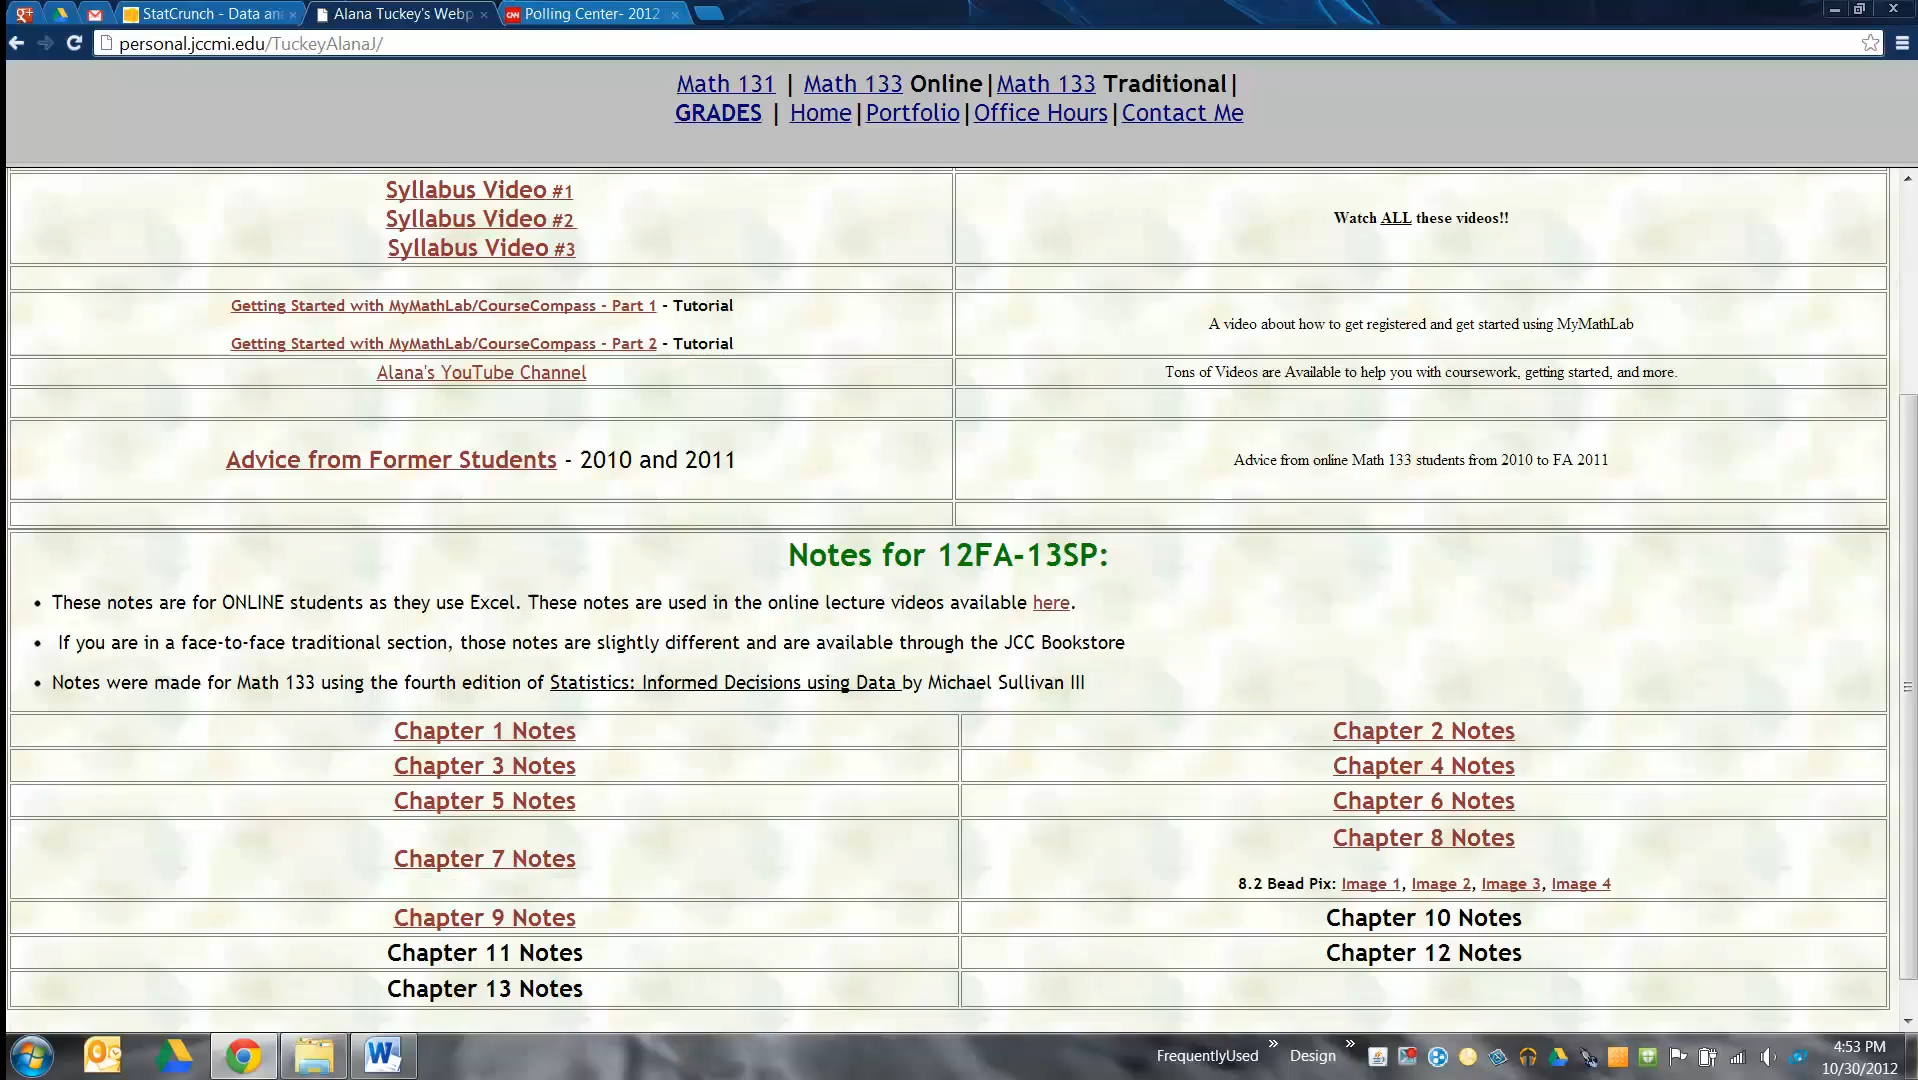 StatCrunch - Data an
Alana Tuckey's Webp
CNN Polling Center- 2012
personal.jccmi.edu/TuckeyAlanaJ/
Math 131 | Math 133 Online|Math 133 Traditional|
GRADES | Home|Portfolio|Office Hours|Contact Me
Syllabus Video #1
Syllabus Video #2
Syllabus Video #3
Watch ALL these videos!!
Getting Started with MyMathLab/CourseCompass - Part 1 - Tutorial
Getting Started with MyMathLab/CourseCompass - Part 2 - Tutorial
A video about how to get registered and get started using MyMathLab
Alana's YouTube Channel
Tons of Videos are Available to help you with coursework, getting started, and more.
Advice from Former Students - 2010 and 2011
Advice from online Math 133 students from 2010 to FA 2011
Notes for 12FA-13SP:
• These notes are for ONLINE students as they use Excel. These notes are used in the online lecture videos available here.
• If you are in a face-to-face traditional section, those notes are slightly different and are available through the JCC Bookstore
• Notes were made for Math 133 using the fourth edition of Statistics: Informed Decisions using Data by Michael Sullivan III
Chapter 1 Notes
Chapter 2 Notes
Chapter 3 Notes
Chapter 4 Notes
Chapter 5 Notes
Chapter 6 Notes
Chapter 7 Notes
Chapter 8 Notes
8.2 Bead Pix: Image 1, Image 2, Image 3, Image 4
Chapter 9 Notes
Chapter 10 Notes
Chapter 11 Notes
Chapter 12 Notes
Chapter 13 Notes
FrequentlyUsed » Design »
4:53 PM
10/30/2012